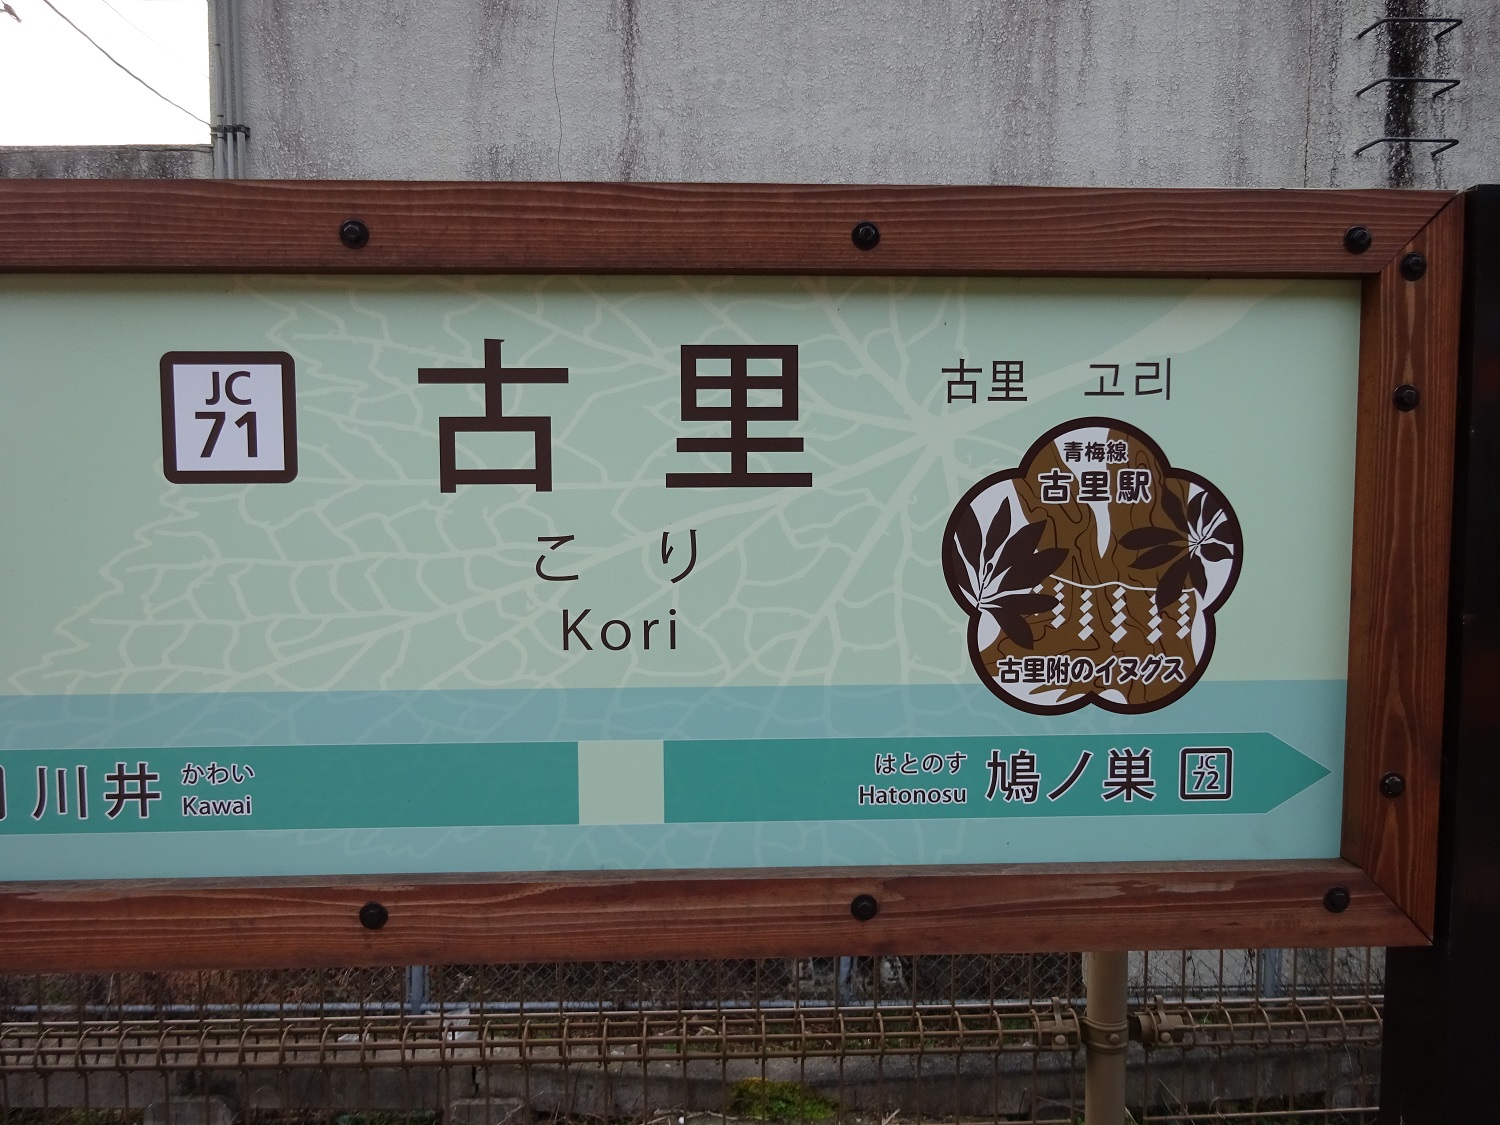 JC
71
古里
古里 고리
こり
Kori
青梅線
古里駅
古里附のイヌグス
川井 かわい
Kawai
はとのす
Hatonosu
鳩ノ巣
JC
72